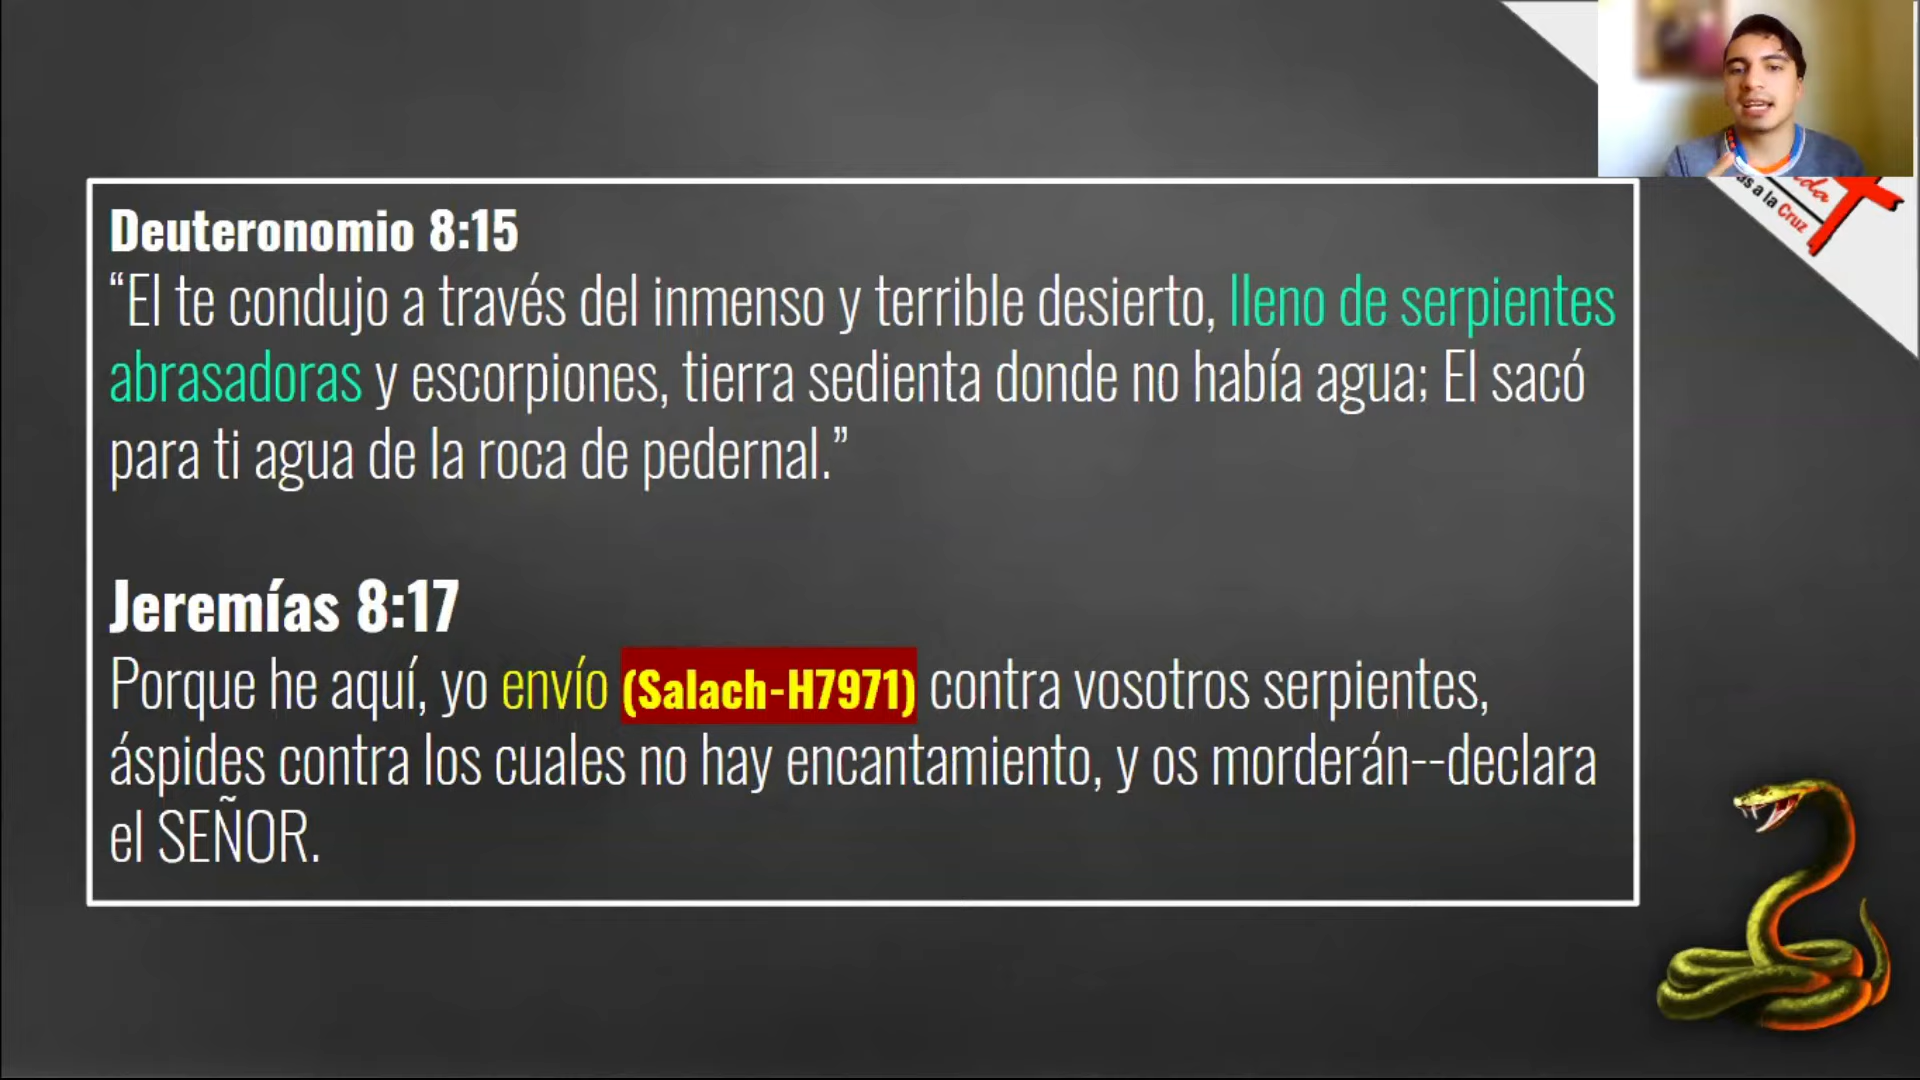 Deuteronomio 8:15
“El te condujo a través del inmenso y terrible desierto, lleno de serpientes
abrasadoras y escorpiones, tierra sedienta donde no había agua; El sacó
para ti agua de la roca de pedernal.”
Jeremías 8:17
Porque he aquí, yo envío (Salach-H7971) contra vosotros serpientes,
áspides contra los cuales no hay encantamiento, y os morderán--declara
el SEÑOR.
a la Cruz